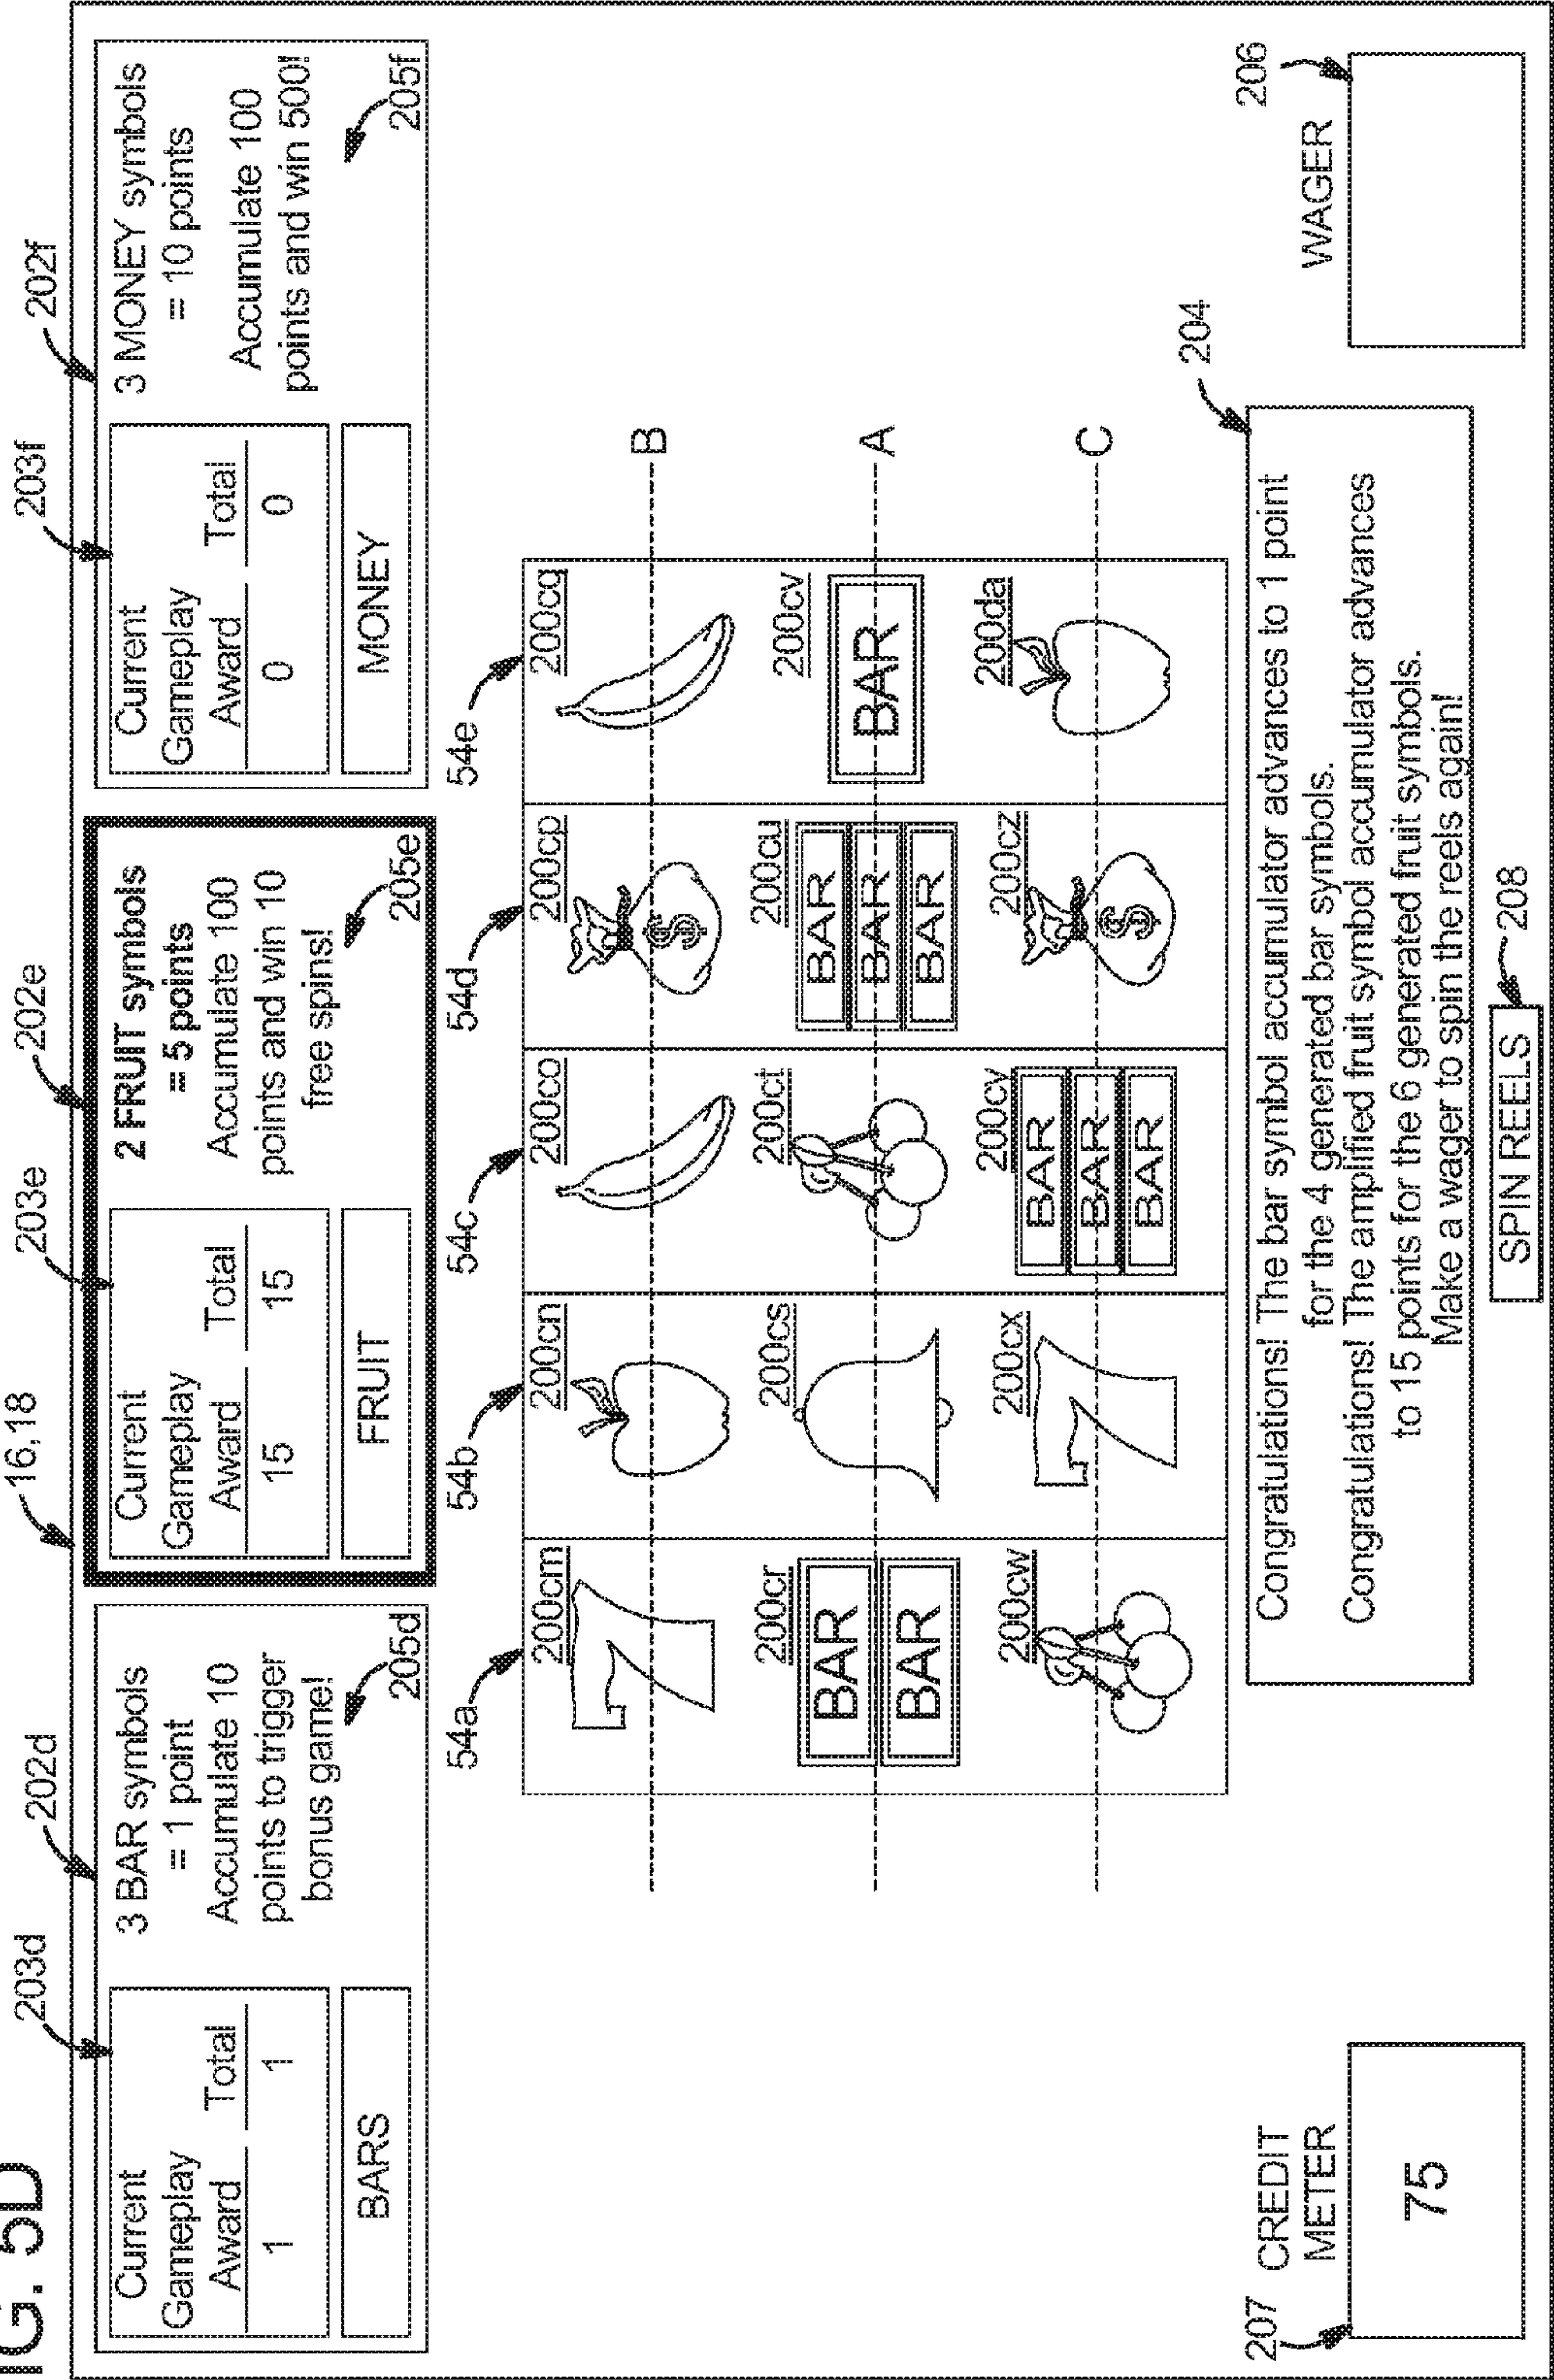 FIG. 5D
16,18
203d
202d
203e
202e
203f
202f
Current
Gameplay
Award Total
1 1
BARS
3 BAR symbols
= 1 point
Accumulate 10
points to trigger
bonus game!
205d
Current
Gameplay
Award Total
15 15
FRUIT
2 FRUIT symbols
= 5 points
Accumulate 100
points and win 10
free spins!
205e
Current
Gameplay
Award Total
0 0
MONEY
3 MONEY symbols
= 10 points
Accumulate 100
points and win 500!
205f
54a 54b 54c 54d 54e
200cm 200cn 200co 200cp 200cq
$
B
200cr 200cs 200ct 200cu 200cv
BAR
BAR
BAR
BAR
BAR
BAR
A
200cw 200cx 200cy 200cz 200da
BAR
BAR
BAR
$
C
207 CREDIT
METER
75
204
Congratulations! The bar symbol accumulator advances to 1 point
for the 4 generated bar symbols.
Congratulations! The amplified fruit symbol accumulator advances
to 15 points for the 6 generated fruit symbols.
Make a wager to spin the reels again!
SPIN REELS 208
WAGER 206